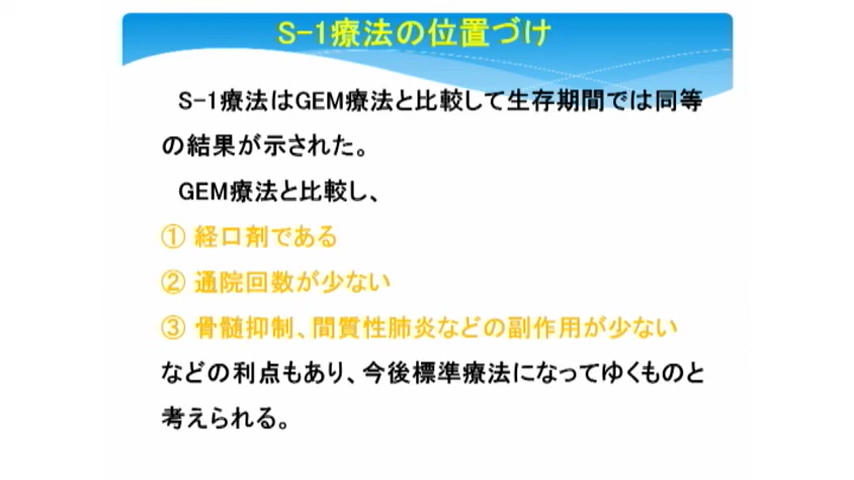 S-1療法の位置づけ
S-1療法はGEM療法と比較して生存期間では同等
の結果が示された。
GEM療法と比較し、
① 経口剤である
② 通院回数が少ない
③ 骨髄抑制、間質性肺炎などの副作用が少ない
などの利点もあり、今後標準療法になってゆくものと
考えられる。